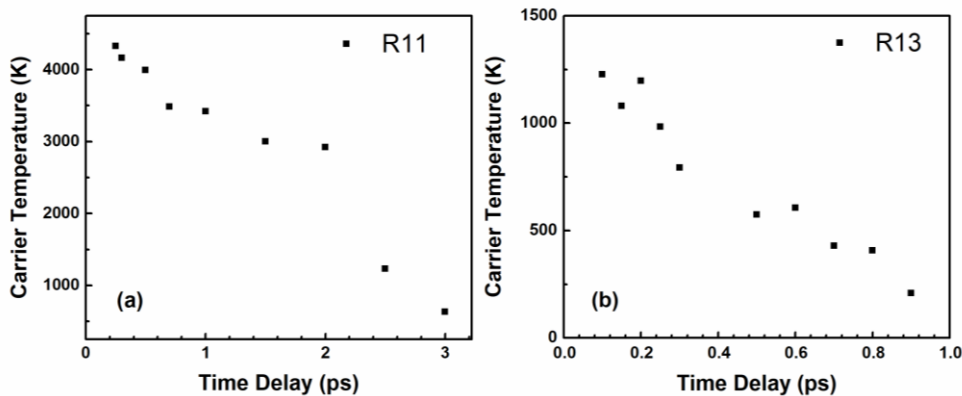 R11
4000
3000
2000
1000
0 1 2 3
Carrier Temperature (K)
Time Delay (ps)
(a)
R13
1500
1000
500
0
0.0 0.2 0.4 0.6 0.8 1.0
Carrier Temperature (K)
Time Delay (ps)
(b)